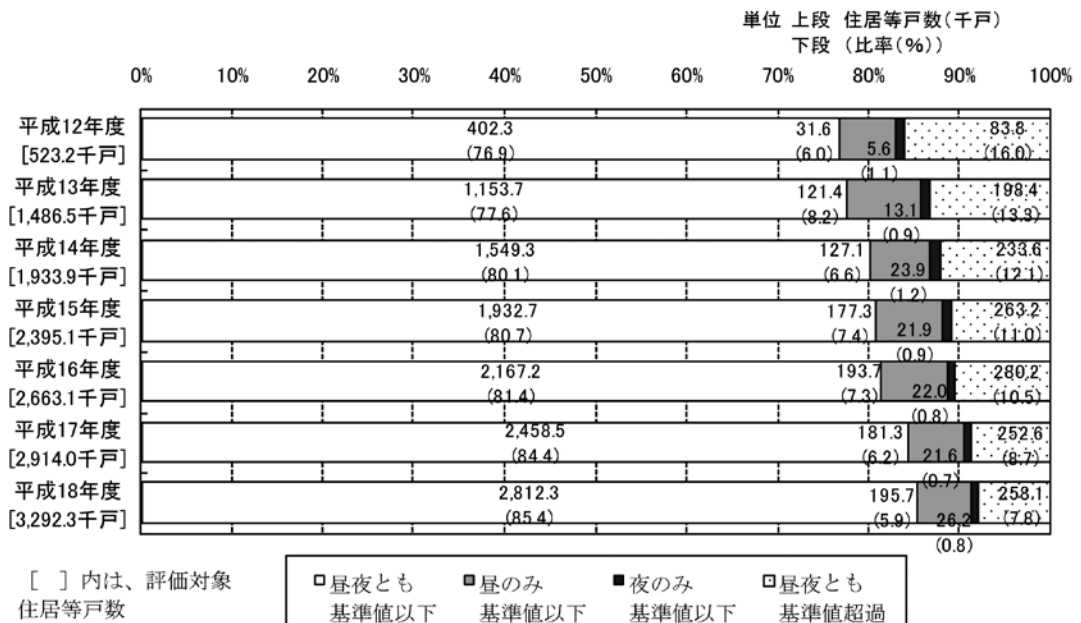 単位 上段 住居等戸数(千戸)
下段 (比率(%))
0% 10% 20% 30% 40% 50% 60% 70% 80% 90% 100%
平成12年度 402.3 31.6 5.6 83.8
[523.2千戸] (76.9) (6.0) (1.1) (16.0)
平成13年度 1,153.7 121.4 13.1 198.4
[1,486.5千戸] (77.6) (8.2) (0.9) (13.3)
平成14年度 1,549.3 127.1 23.9 233.6
[1,933.9千戸] (80.1) (6.6) (1.2) (12.1)
平成15年度 1,932.7 177.3 21.9 263.2
[2,395.1千戸] (80.7) (7.4) (0.9) (11.0)
平成16年度 2,167.2 193.7 22.0 280.2
[2,663.1千戸] (81.4) (7.3) (0.8) (10.5)
平成17年度 2,458.5 181.3 21.6 252.6
[2,914.0千戸] (84.4) (6.2) (0.7) (8.7)
平成18年度 2,812.3 195.7 26.2 258.1
[3,292.3千戸] (85.4) (5.9) (0.8) (7.8)
[ ]内は、評価対象
住居等戸数
昼夜とも 昼のみ 夜のみ 昼夜とも
基準値以下 基準値以下 基準値以下 基準値超過